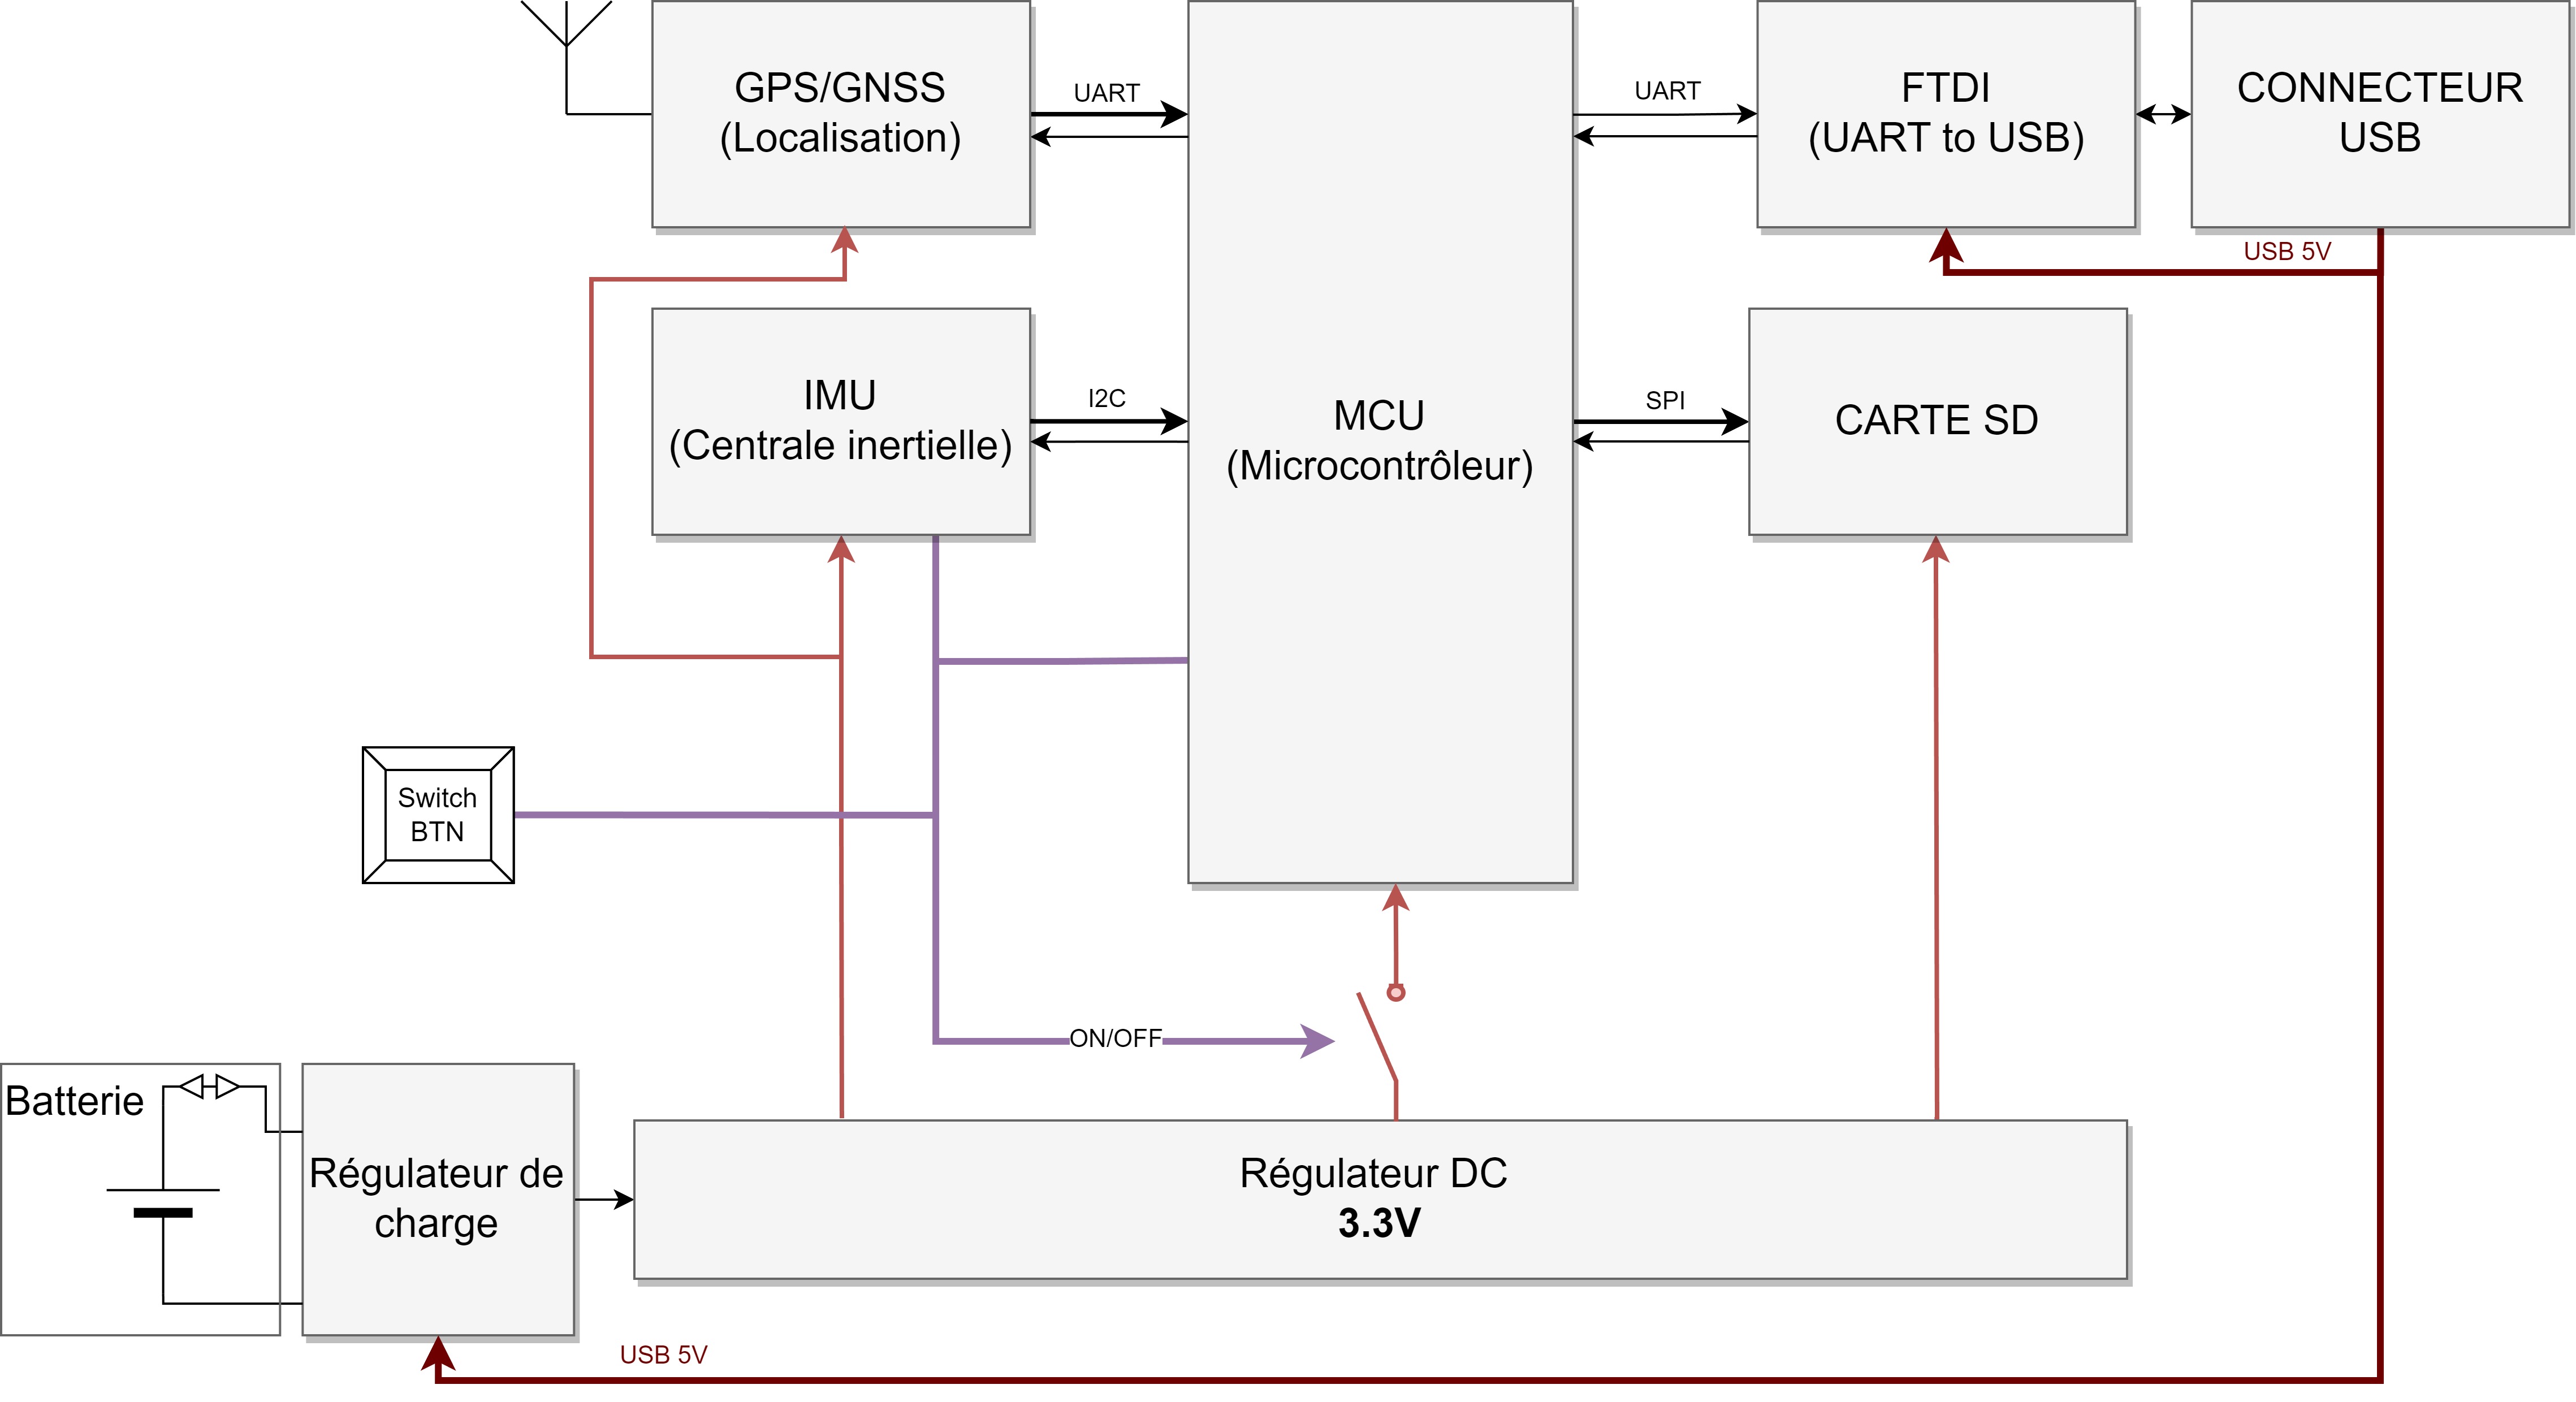 GPS/GNSS
(Localisation)
UART
MCU
(Microcontrôleur)
UART
FTDI
(UART to USB)
CONNECTEUR
USB
USB 5V
IMU
(Centrale inertielle)
I2C
SPI
CARTE SD
Switch
BTN
ON/OFF
Batterie
Régulateur de
charge
Régulateur DC
3.3V
USB 5V